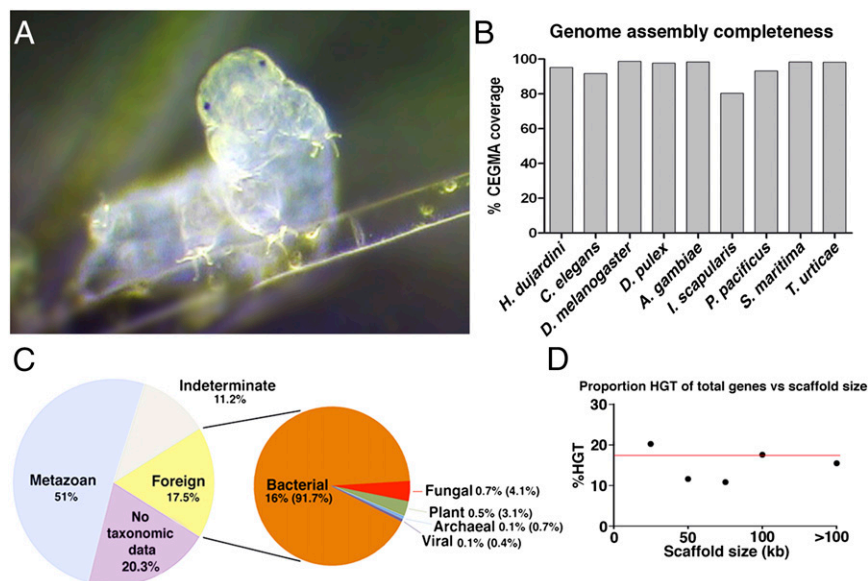 A
B
Genome assembly completeness
% CEGMA coverage
100
80
60
40
20
0
H. dujardini
C. elegans
D. melanogaster
D. pulex
A. gambiae
I. scapularis
P. pacificus
S. maritima
T. urticae
C
Indeterminate
11.2%
Metazoan
51%
Foreign
17.5%
No
taxonomic
data
20.3%
Bacterial
16% (91.7%)
Fungal 0.7% (4.1%)
Plant 0.5% (3.1%)
Archaeal 0.1% (0.7%)
Viral 0.1% (0.4%)
D
Proportion HGT of total genes vs scaffold size
%HGT
30
20
10
0
0
50
100
>100
Scaffold size (kb)